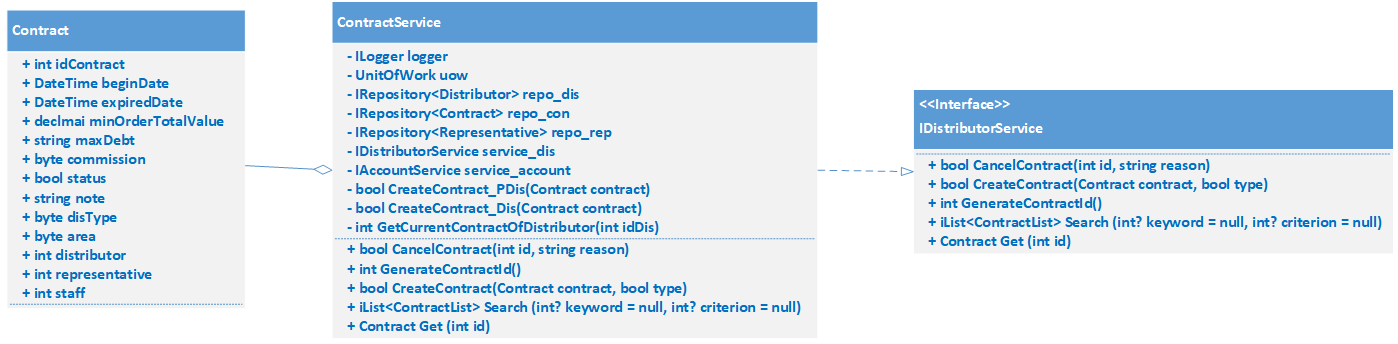 Contract
+ int idContract
+ DateTime beginDate
+ DateTime expiredDate
+ declmai minOrderTotalValue
+ string maxDebt
+ byte commission
+ bool status
+ string note
+ byte disType
+ byte area
+ int distributor
+ int representative
+ int staff
ContractService
- ILogger logger
- UnitOfWork uow
- IRepository<Distributor> repo_dis
- IRepository<Contract> repo_con
- IRepository<Representative> repo_rep
- IDistributorService service_dis
- IAccountService service_account
- bool CreateContract_PDis(Contract contract)
- bool CreateContract_Dis(Contract contract)
- int GetCurrentContractOfDistributor(int idDis)
+ bool CancelContract(int id, string reason)
+ int GenerateContractId()
+ bool CreateContract(Contract contract, bool type)
+ iList<ContractList> Search (int? keyword = null, int? criterion = null)
+ Contract Get (int id)
<<Interface>>
IDistributorService
+ bool CancelContract(int id, string reason)
+ bool CreateContract(Contract contract, bool type)
+ int GenerateContractId()
+ iList<ContractList> Search (int? keyword = null, int? criterion = null)
+ Contract Get (int id)